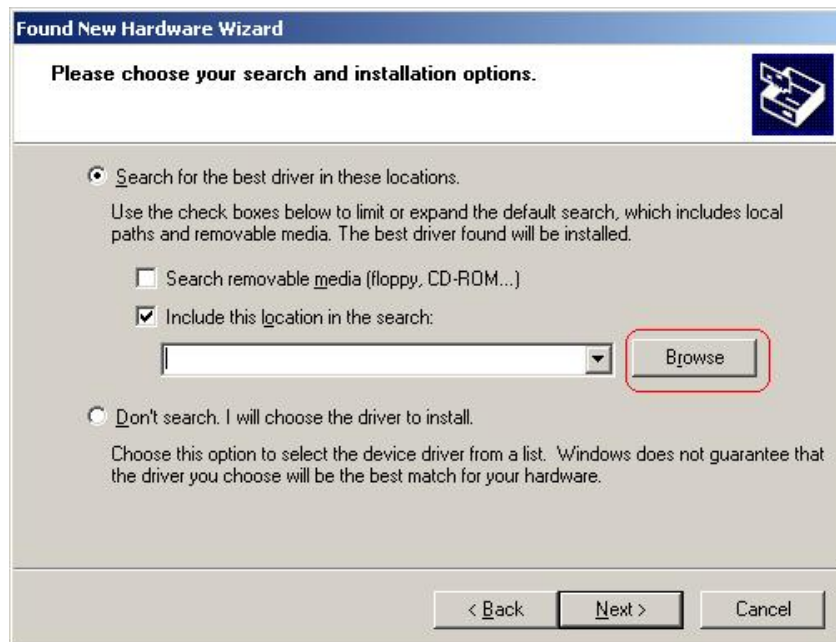 Found New Hardware Wizard
Please choose your search and installation options.
Search for the best driver in these locations.
Use the check boxes below to limit or expand the default search, which includes local
paths and removable media. The best driver found will be installed.
Search removable media (floppy, CD-ROM...)
Include this location in the search:
Browse
Don't search. I will choose the driver to install.
Choose this option to select the device driver from a list. Windows does not guarantee that
the driver you choose will be the best match for your hardware.
< Back Next > Cancel